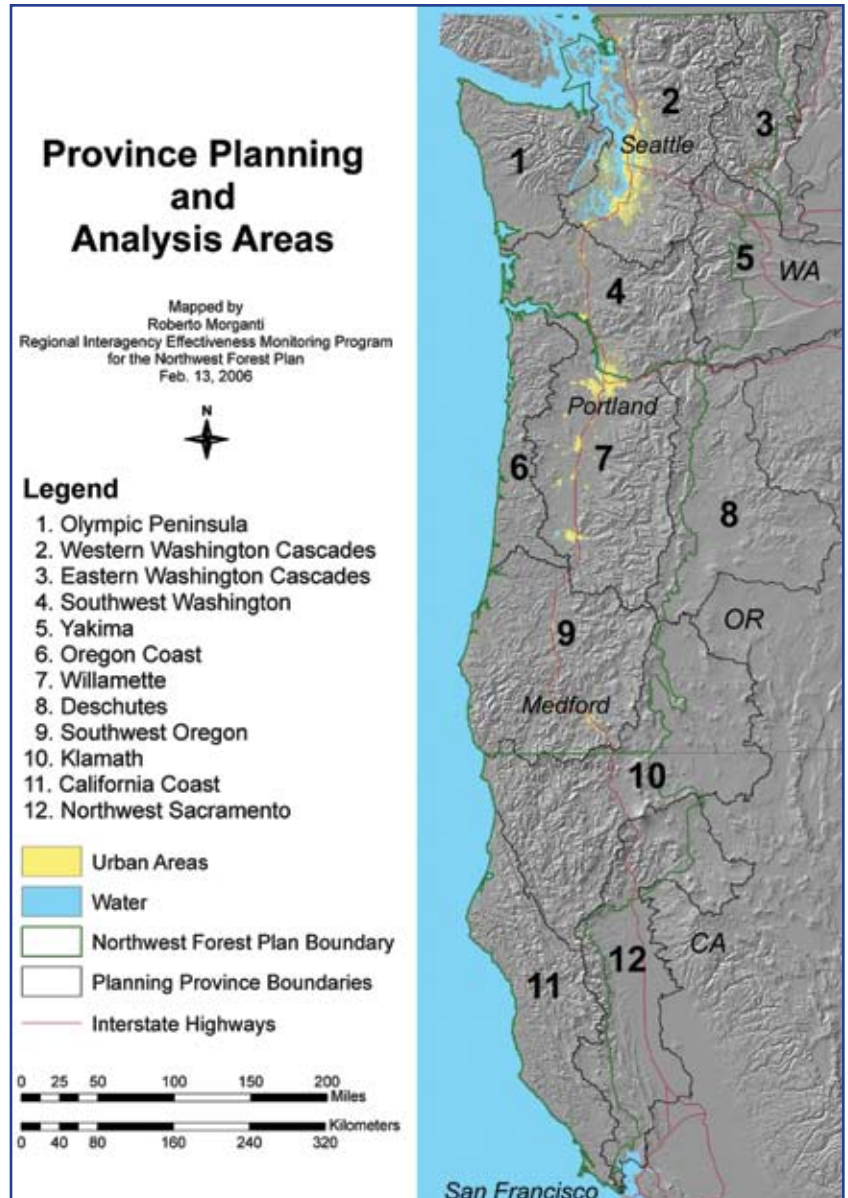 Province Planning
and
Analysis Areas
Mapped by
Roberto Morganti
Regional Interagency Effectiveness Monitoring Program
for the Northwest Forest Plan
Feb. 13, 2006
N
Legend
1. Olympic Peninsula
2. Western Washington Cascades
3. Eastern Washington Cascades
4. Southwest Washington
5. Yakima
6. Oregon Coast
7. Willamette
8. Deschutes
9. Southwest Oregon
10. Klamath
11. California Coast
12. Northwest Sacramento
Urban Areas
Water
Northwest Forest Plan Boundary
Planning Province Boundaries
Interstate Highways
0 25 50 100 150 200
Miles
Kilometers
0 40 80 160 240 320
2
3
Seattle
1
5
WA
4
Portland
7
6
8
OR
9
Medford
10
CA
12
11
San Francisco